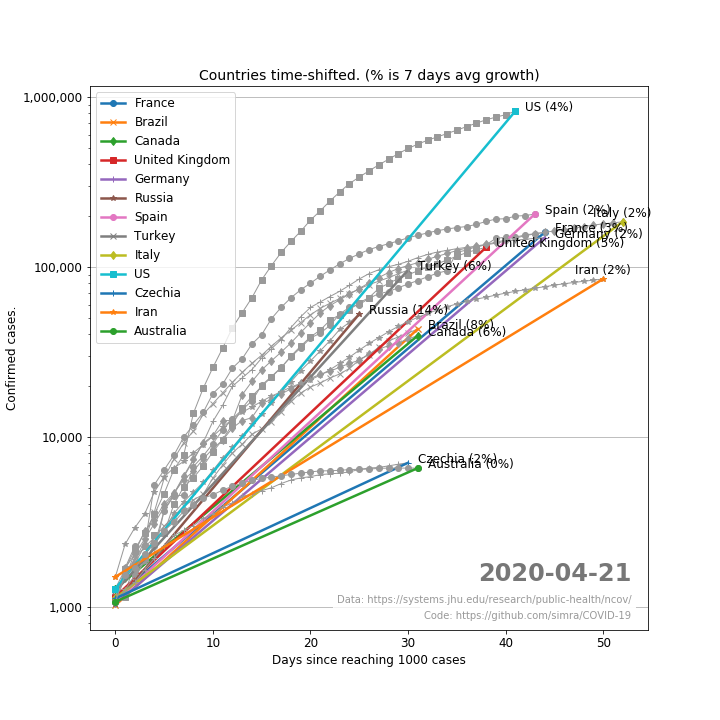 Countries time-shifted. (% is 7 days avg growth)
1,000,000
100,000
10,000
1,000
Confirmed cases.
France
Brazil
Canada
United Kingdom
Germany
Russia
Spain
Turkey
Italy
US
Czechia
Iran
Australia
US (4%)
Spain (2%)
Italy (2%)
France (3%)
Germany (2%)
United Kingdom (5%)
Turkey (6%)
Iran (2%)
Russia (14%)
Brazil (8%)
Canada (6%)
Czechia (2%)
Australia (0%)
2020-04-21
Data: https://systems.jhu.edu/research/public-health/ncov/
Code: https://github.com/simra/COVID-19
0 10 20 30 40 50
Days since reaching 1000 cases